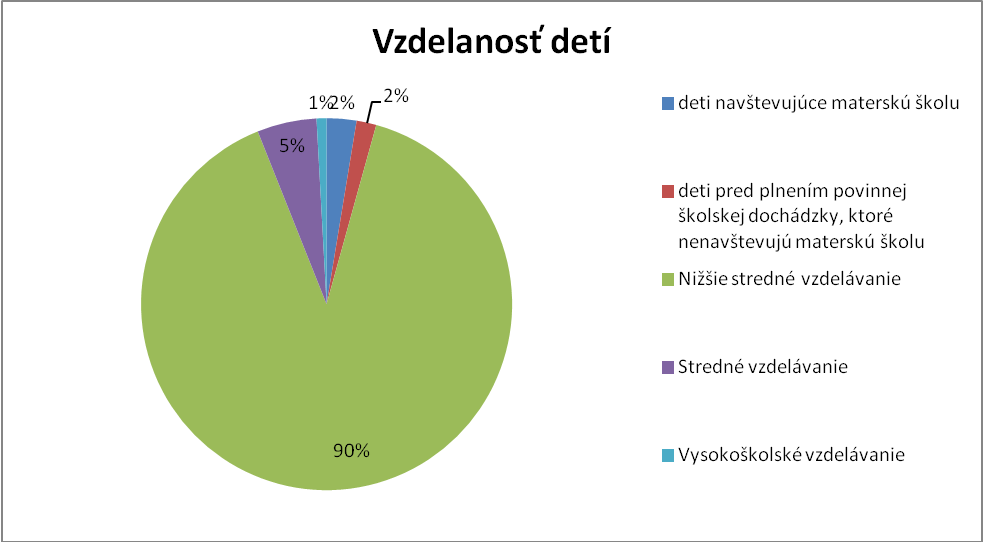 Vzdelanosť detí
1%
2%
2%
5%
90%
deti navštevujúce materskú školu
deti pred plnením povinnej
školskej dochádzky, ktoré
nenavštevujú materskú školu
Nižšie stredné vzdelávanie
Stredné vzdelávanie
Vysokoškolské vzdelávanie